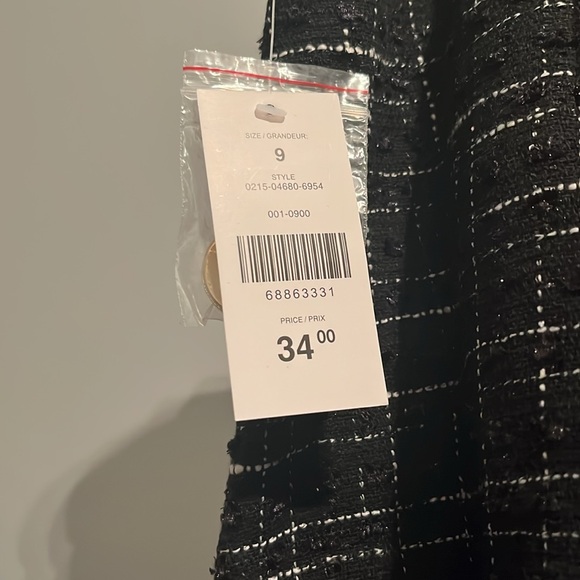 SIZE / GRANDEUR:
9
STYLE
0215-04680-6954
001-0900
68863331
PRICE / PRIX
34 00